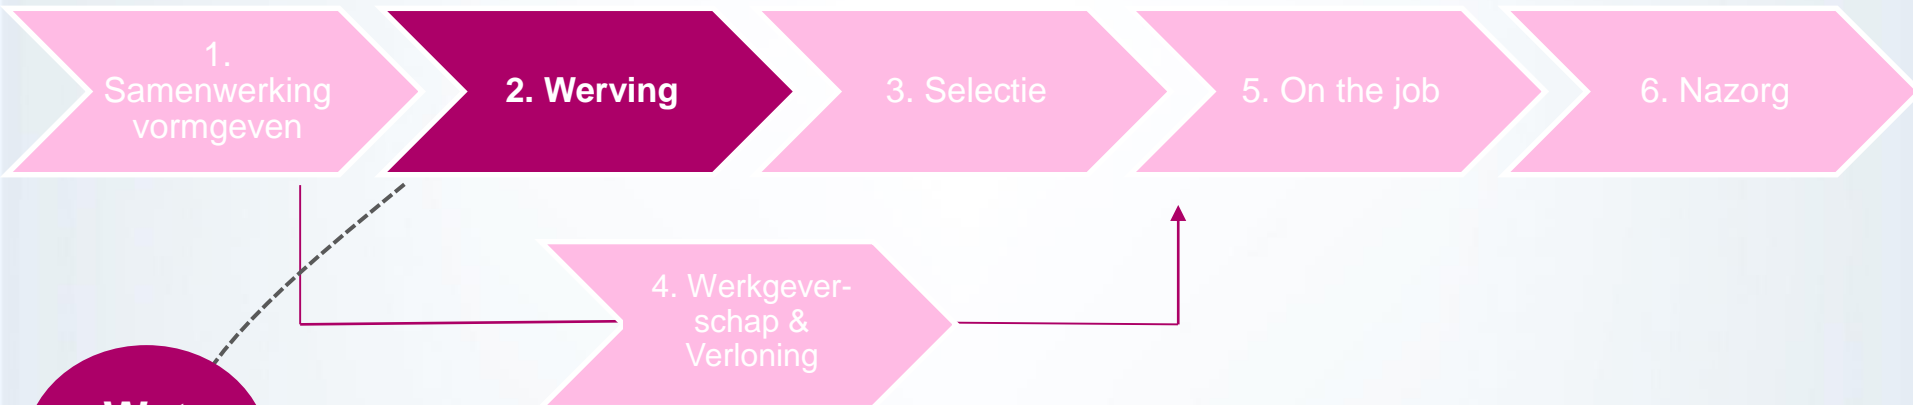 1.
Samenwerking
vormgeven
2. Werving
3. Selectie
5. On the job
6. Nazorg
4. Werkgever-
schap &
Verloning